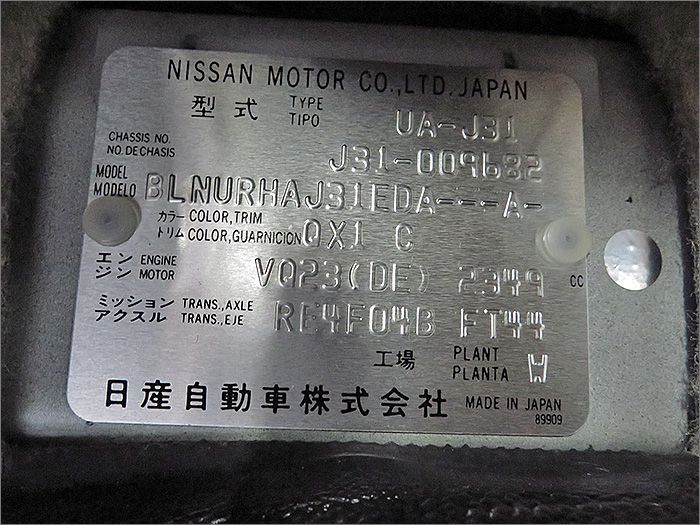 NISSAN MOTOR CO.,LTD.JAPAN
型式 TYPE TIPO UA-J31
CHASSIS NO. NO. DE CHASIS J31-009682
MODEL MODELO BLNURHAJ31EDA---A-
カラー COLOR,TRIM
トリム COLOR,GUARNICION QX1 C
エン ENGINE
ジン MOTOR VQ23(DE) 2349 CC
ミッション TRANS.,AXLE
アクスル TRANS.,EJE RE4F04B FT44
工場 PLANT PLANTA W
日産自動車株式会社 MADE IN JAPAN
89909